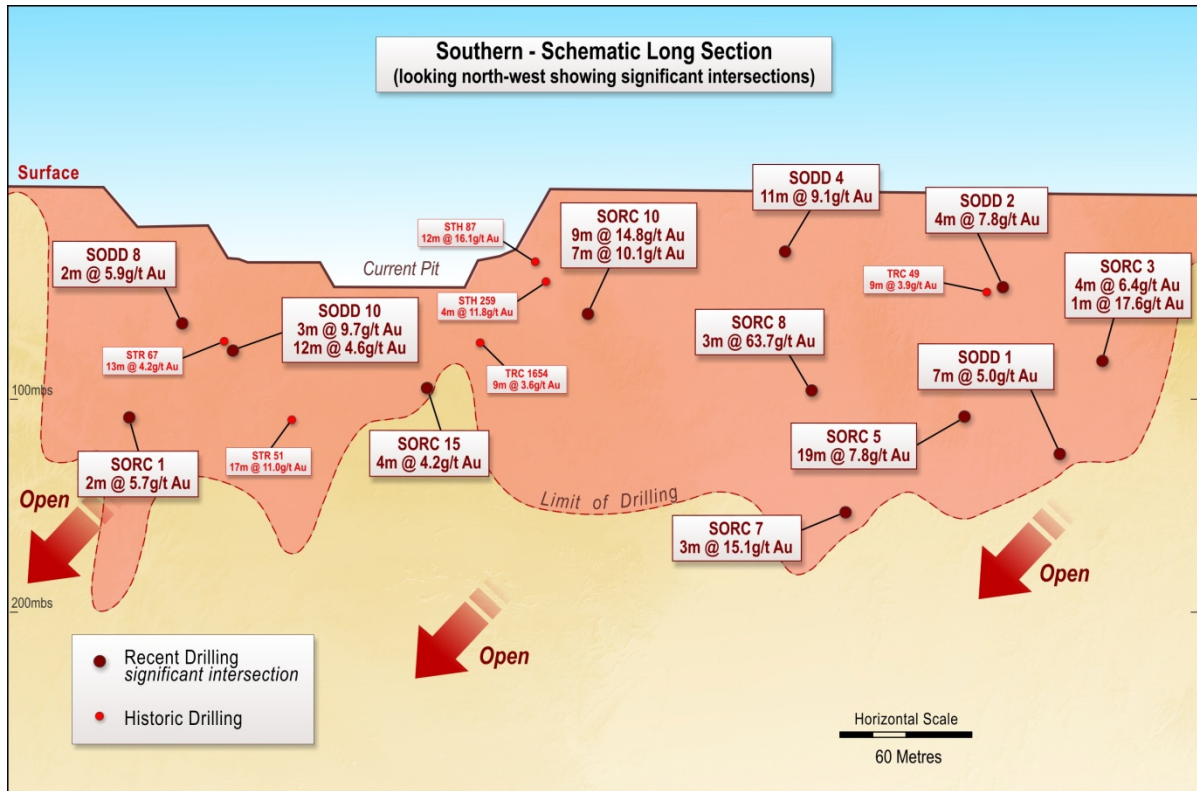 Southern - Schematic Long Section
(looking north-west showing significant intersections)
Surface
SODD 4
11m @ 9.1g/t Au
SODD 2
4m @ 7.8g/t Au
STH 87
12m @ 16.1g/t Au
SORC 10
9m @ 14.8g/t Au
7m @ 10.1g/t Au
SODD 8
2m @ 5.9g/t Au
Current Pit
TRC 49
9m @ 3.9g/t Au
SORC 3
4m @ 6.4g/t Au
1m @ 17.6g/t Au
STH 259
4m @ 11.8g/t Au
SODD 10
3m @ 9.7g/t Au
12m @ 4.6g/t Au
SORC 8
3m @ 63.7g/t Au
STR 67
13m @ 4.2g/t Au
SODD 1
7m @ 5.0g/t Au
TRC 1654
9m @ 3.6g/t Au
100mbs
SORC 5
19m @ 7.8g/t Au
SORC 15
4m @ 4.2g/t Au
STR 51
17m @ 11.0g/t Au
SORC 1
2m @ 5.7g/t Au
Open
Limit of Drilling
SORC 7
3m @ 15.1g/t Au
Open
200mbs
Open
Recent Drilling
significant intersection
Historic Drilling
Horizontal Scale
60 Metres